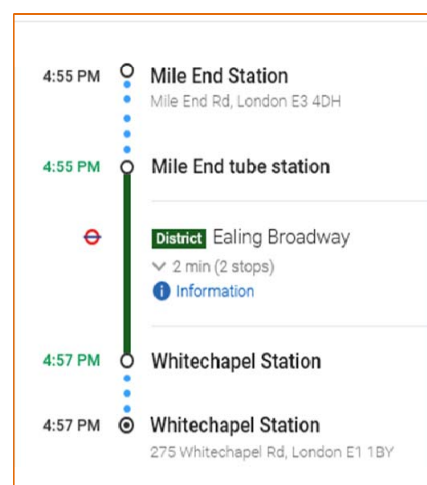 4:55 PM Mile End Station
Mile End Rd, London E3 4DH
4:55 PM Mile End tube station
District Ealing Broadway
2 min (2 stops)
i Information
4:57 PM Whitechapel Station
4:57 PM Whitechapel Station
275 Whitechapel Rd, London E1 1BY